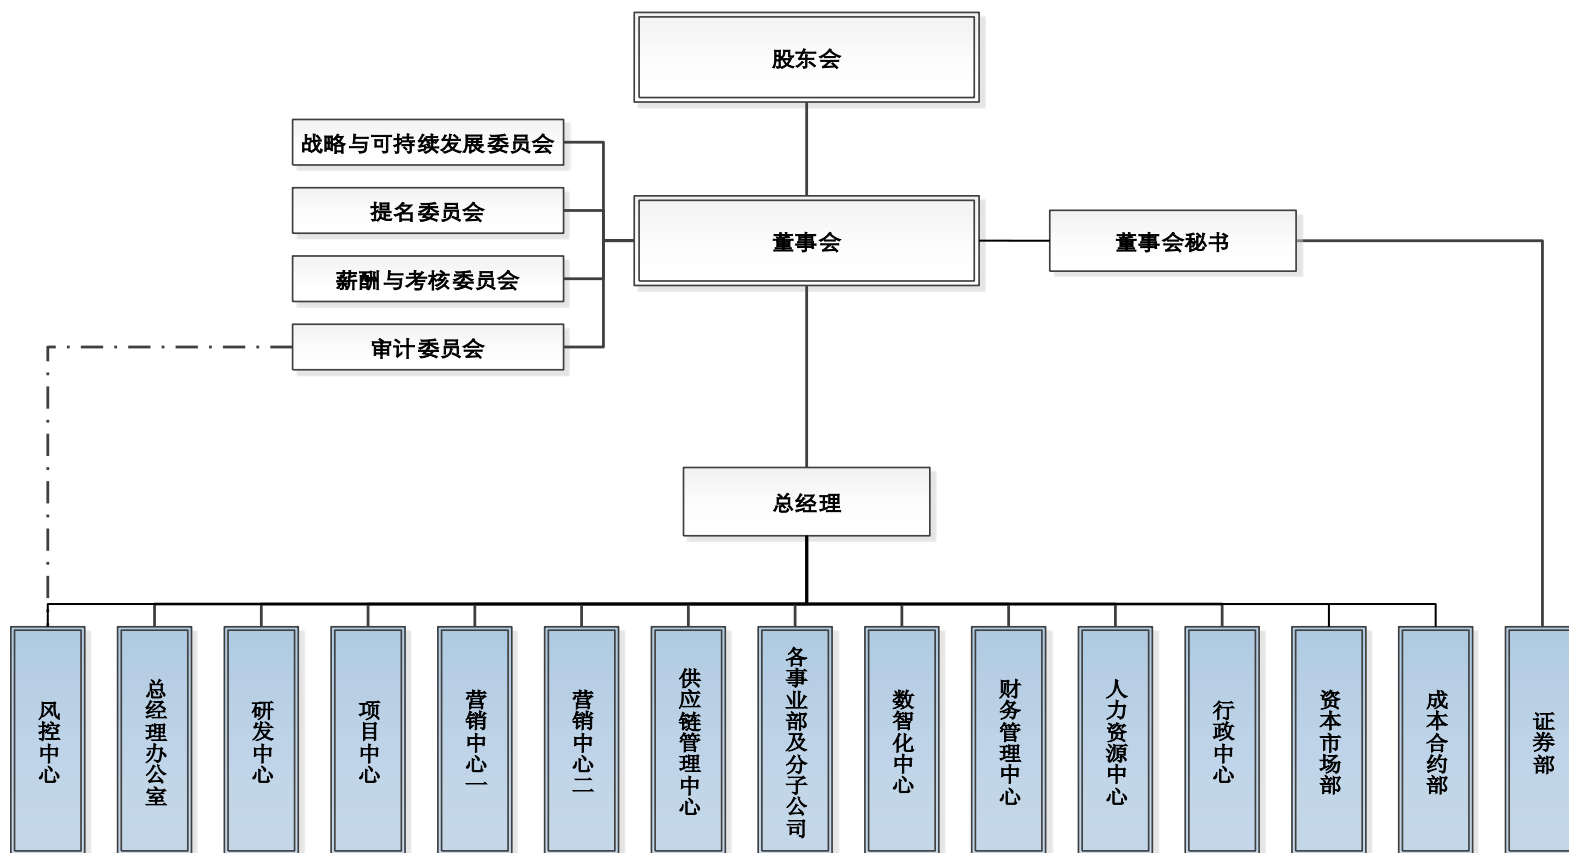 股东会
战略与可持续发展委员会
提名委员会
董事会
董事会秘书
薪酬与考核委员会
审计委员会
总经理
风控中心
总经理办公室
研发中心
项目中心
营销中心一
营销中心二
供应链管理中心
各事业部及分子公司
数智化中心
财务管理中心
人力资源中心
行政中心
资本市场部
成本合约部
证券部